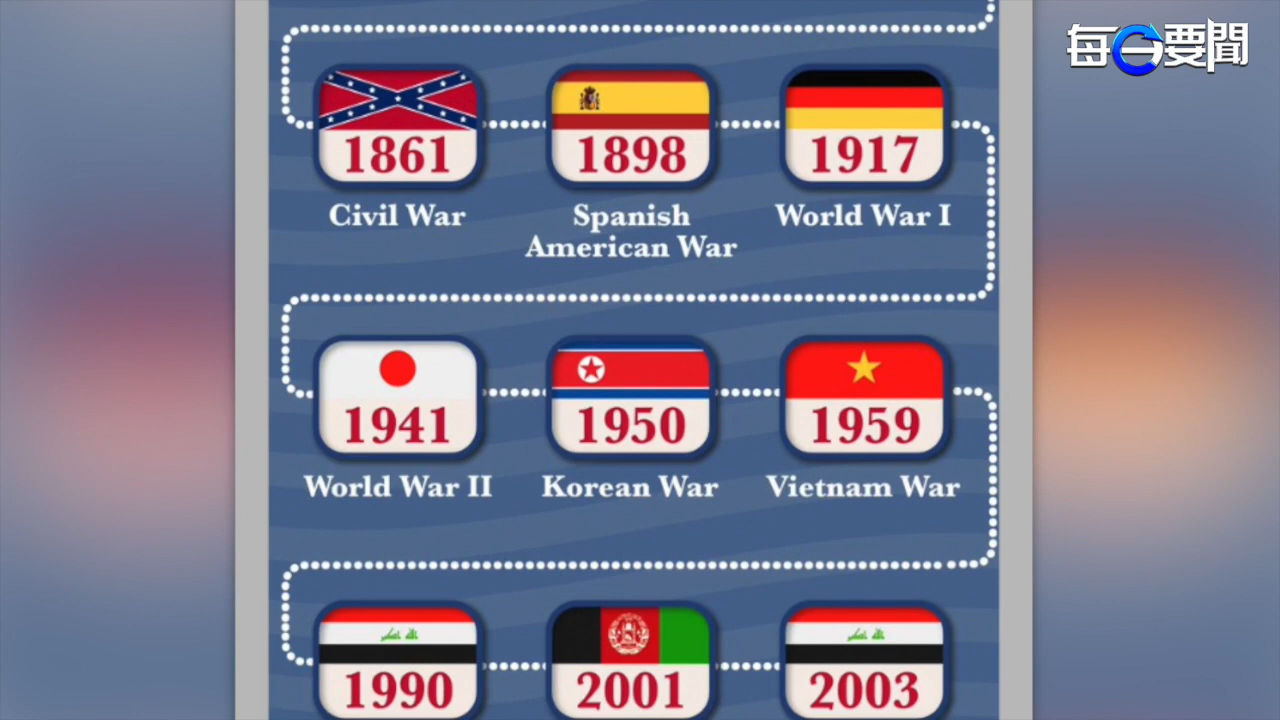 每日要聞
1861
1898
1917
Civil War
Spanish
American War
World War I
1941
1950
1959
World War II
Korean War
Vietnam War
1990
2001
2003